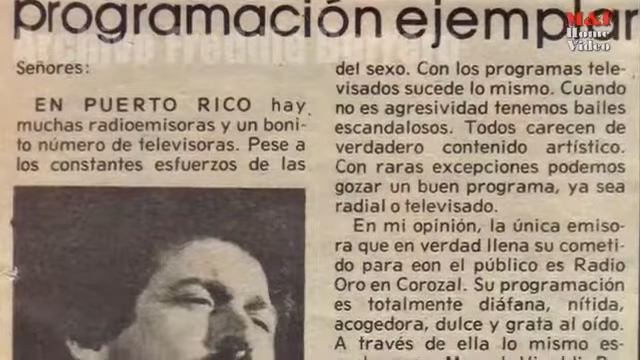 programación ejemplar
MAT
Home
Video
Señores:
EN PUERTO RICO hay
muchas radioemisoras y un boni-
to número de televisoras. Pese a
los constantes esfuerzos de las
del sexo. Con los programas tele-
visados sucede lo mismo. Cuando
no es agresividad tenemos bailes
escandalosos. Todos carecen de
verdadero contenido artístico.
Con raras excepciones podemos
gozar un buen programa, ya sea
radial o televisado.
En mi opinión, la única emiso-
ra que en verdad llena su cometi-
do para eon el público es Radio
Oro en Corozal. Su programación
es totalmente diáfana, nítida,
acogedora, dulce y grata al oído.
A través de ella lo mismo es-